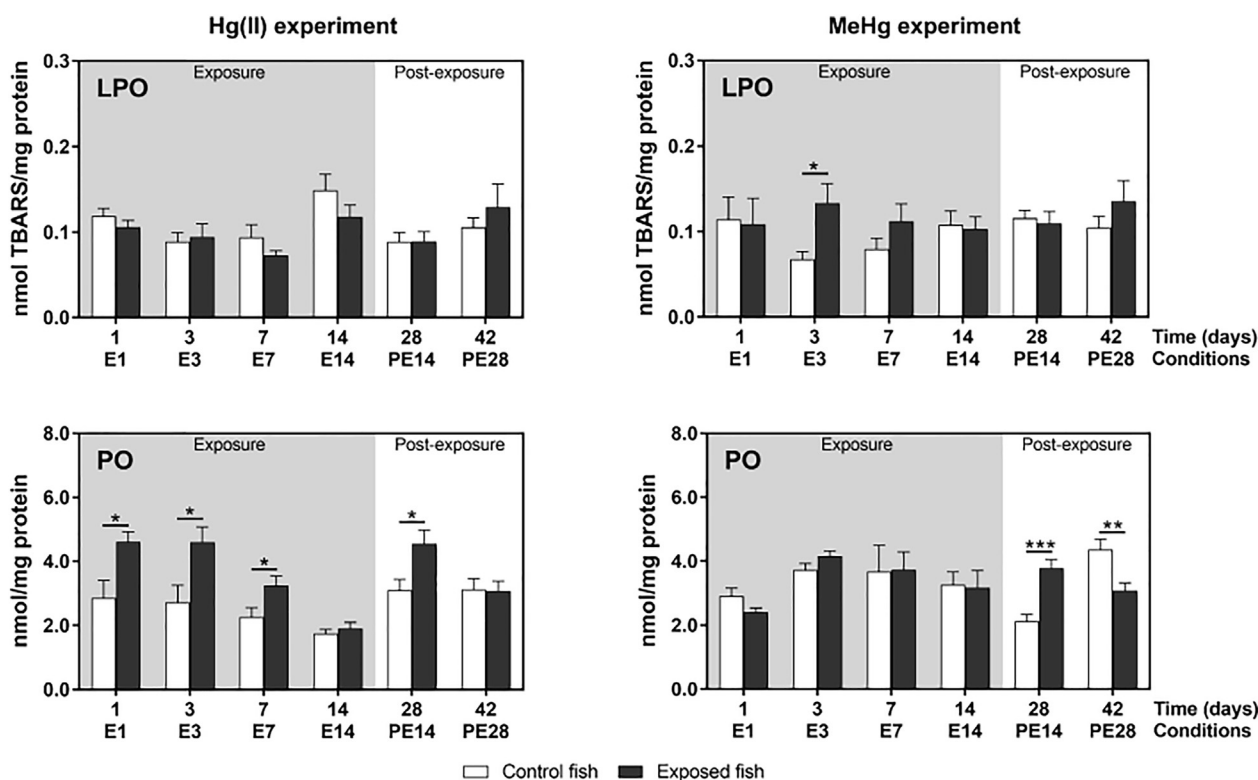 Hg(II) experiment
MeHg experiment
nmol TBARS/mg protein
0.3
0.2
0.1
0.0
LPO
Exposure
Post-exposure
1 3 7 14 28 42
E1 E3 E7 E14 PE14 PE28
nmol TBARS/mg protein
0.3
0.2
0.1
0.0
LPO
Exposure
Post-exposure
*
1 3 7 14 28 42 Time (days)
E1 E3 E7 E14 PE14 PE28 Conditions
nmol/mg protein
8.0
6.0
4.0
2.0
0.0
PO
Exposure
Post-exposure
* * * *
1 3 7 14 28 42
E1 E3 E7 E14 PE14 PE28
nmol/mg protein
8.0
6.0
4.0
2.0
0.0
PO
Exposure
Post-exposure
*** **
1 3 7 14 28 42 Time (days)
E1 E3 E7 E14 PE14 PE28 Conditions
Control fish Exposed fish